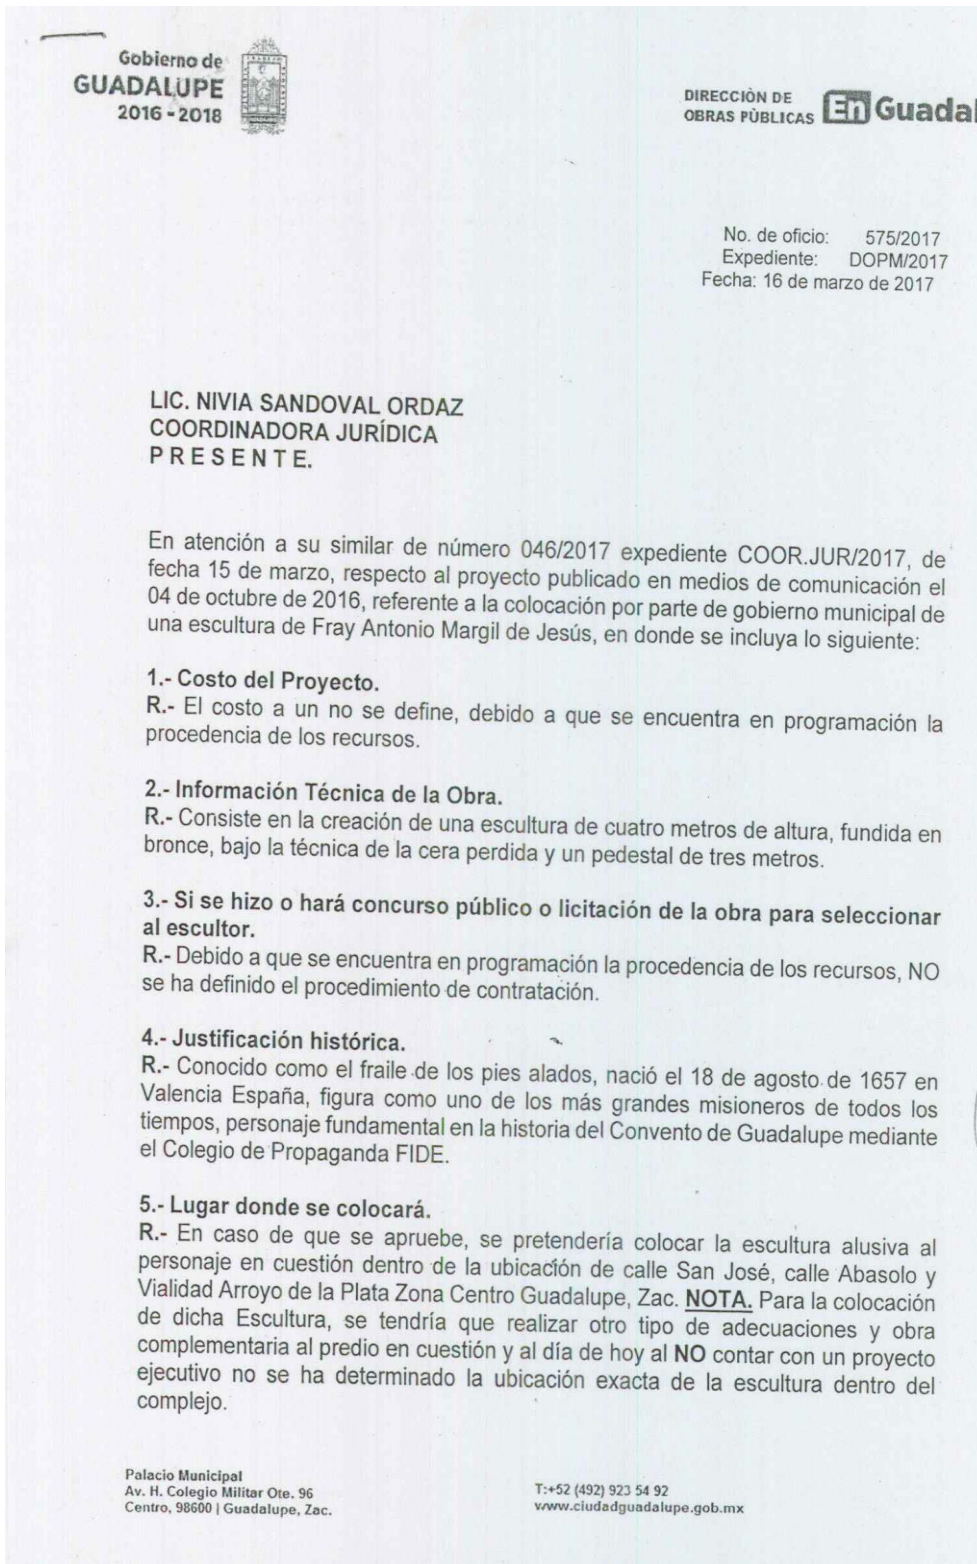 Gobierno de
GUADALUPE
2016 - 2018
DIRECCIÒN DE
OBRAS PÙBLICAS
En Guadal
No. de oficio: 575/2017
Expediente: DOPM/2017
Fecha: 16 de marzo de 2017
LIC. NIVIA SANDOVAL ORDAZ
COORDINADORA JURÍDICA
P R E S E N T E.
En atención a su similar de número 046/2017 expediente COOR.JUR/2017, de
fecha 15 de marzo, respecto al proyecto publicado en medios de comunicación el
04 de octubre de 2016, referente a la colocación por parte de gobierno municipal de
una escultura de Fray Antonio Margil de Jesús, en donde se incluya lo siguiente:
1.- Costo del Proyecto.
R.- El costo a un no se define, debido a que se encuentra en programación la
procedencia de los recursos.
2.- Información Técnica de la Obra.
R.- Consiste en la creación de una escultura de cuatro metros de altura, fundida en
bronce, bajo la técnica de la cera perdida y un pedestal de tres metros.
3.- Si se hizo o hará concurso público o licitación de la obra para seleccionar
al escultor.
R.- Debido a que se encuentra en programación la procedencia de los recursos, NO
se ha definido el procedimiento de contratación.
4.- Justificación histórica.
R.- Conocido como el fraile de los pies alados, nació el 18 de agosto de 1657 en
Valencia España, figura como uno de los más grandes misioneros de todos los
tiempos, personaje fundamental en la historia del Convento de Guadalupe mediante
el Colegio de Propaganda FIDE.
5.- Lugar donde se colocará.
R.- En caso de que se apruebe, se pretendería colocar la escultura alusiva al
personaje en cuestión dentro de la ubicación de calle San José, calle Abasolo y
Vialidad Arroyo de la Plata Zona Centro Guadalupe, Zac. NOTA. Para la colocación
de dicha Escultura, se tendría que realizar otro tipo de adecuaciones y obra
complementaria al predio en cuestión y al día de hoy al NO contar con un proyecto
ejecutivo no se ha determinado la ubicación exacta de la escultura dentro del
complejo.
Palacio Municipal
Av. H. Colegio Militar Ote. 96
Centro, 98600 | Guadalupe, Zac.
T:+52 (492) 923 54 92
www.ciudadguadalupe.gob.mx